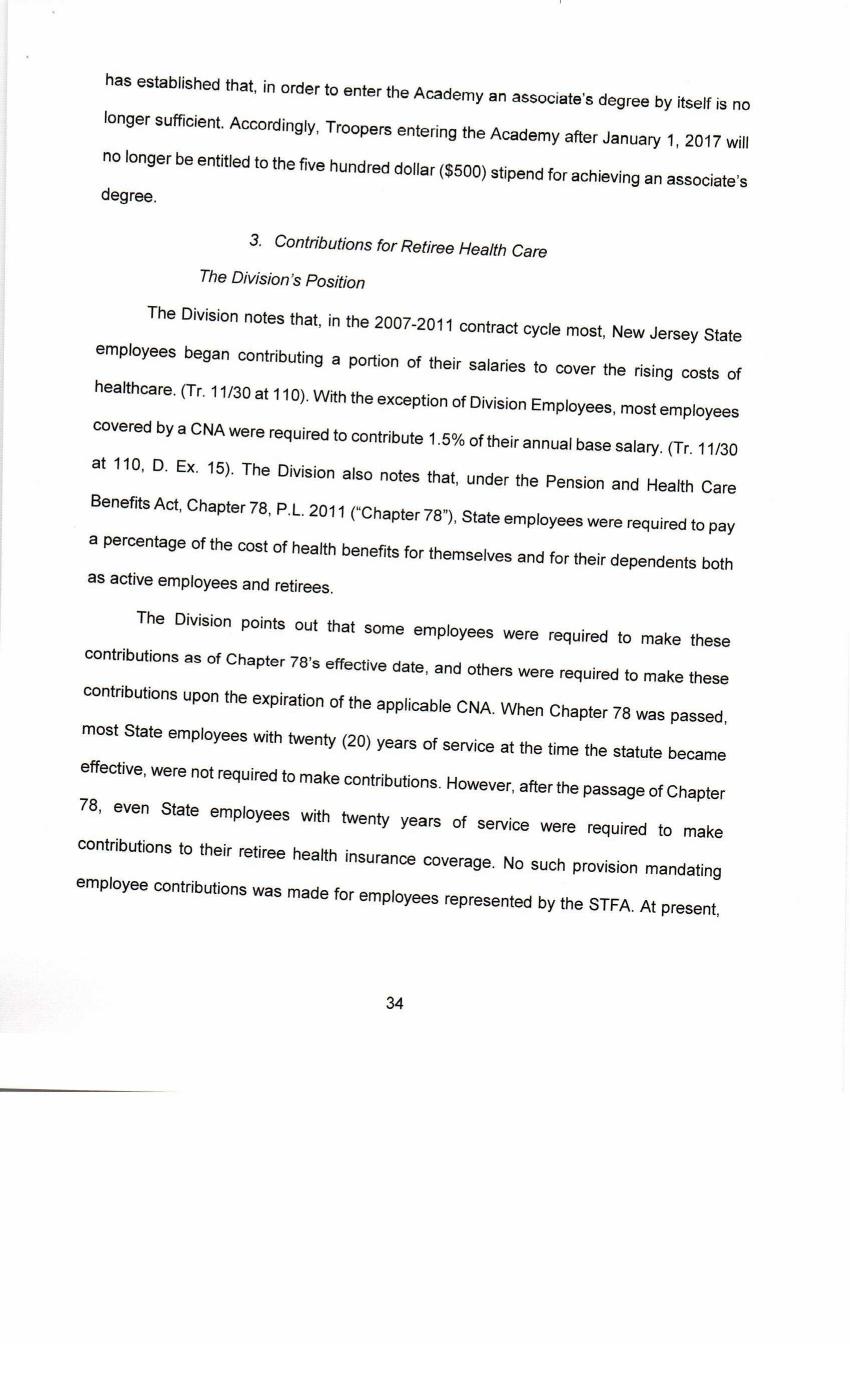 has established that, in order to enter the Academy an associate's degree by itself is no
longer sufficient. Accordingly, Troopers entering the Academy after January 1, 2017 will
no longer be entitled to the five hundred dollar ($500) stipend for achieving an associate's
degree.
3. Contributions for Retiree Health Care
The Division's Position
The Division notes that, in the 2007-2011 contract cycle most, New Jersey State
employees began contributing a portion of their salaries to cover the rising costs of
healthcare. (Tr. 11/30 at 110). With the exception of Division Employees, most employees
covered by a CNA were required to contribute 1.5% of their annual base salary. (Tr. 11/30
at 110, D. Ex. 15). The Division also notes that, under the Pension and Health Care
Benefits Act, Chapter 78, P.L. 2011 ("Chapter 78"), State employees were required to pay
a percentage of the cost of health benefits for themselves and for their dependents both
as active employees and retirees.
The Division points out that some employees were required to make these
contributions as of Chapter 78's effective date, and others were required to make these
contributions upon the expiration of the applicable CNA. When Chapter 78 was passed,
most State employees with twenty (20) years of service at the time the statute became
effective, were not required to make contributions. However, after the passage of Chapter
78, even State employees with twenty years of service were required to make
contributions to their retiree health insurance coverage. No such provision mandating
employee contributions was made for employees represented by the STFA. At present,
34